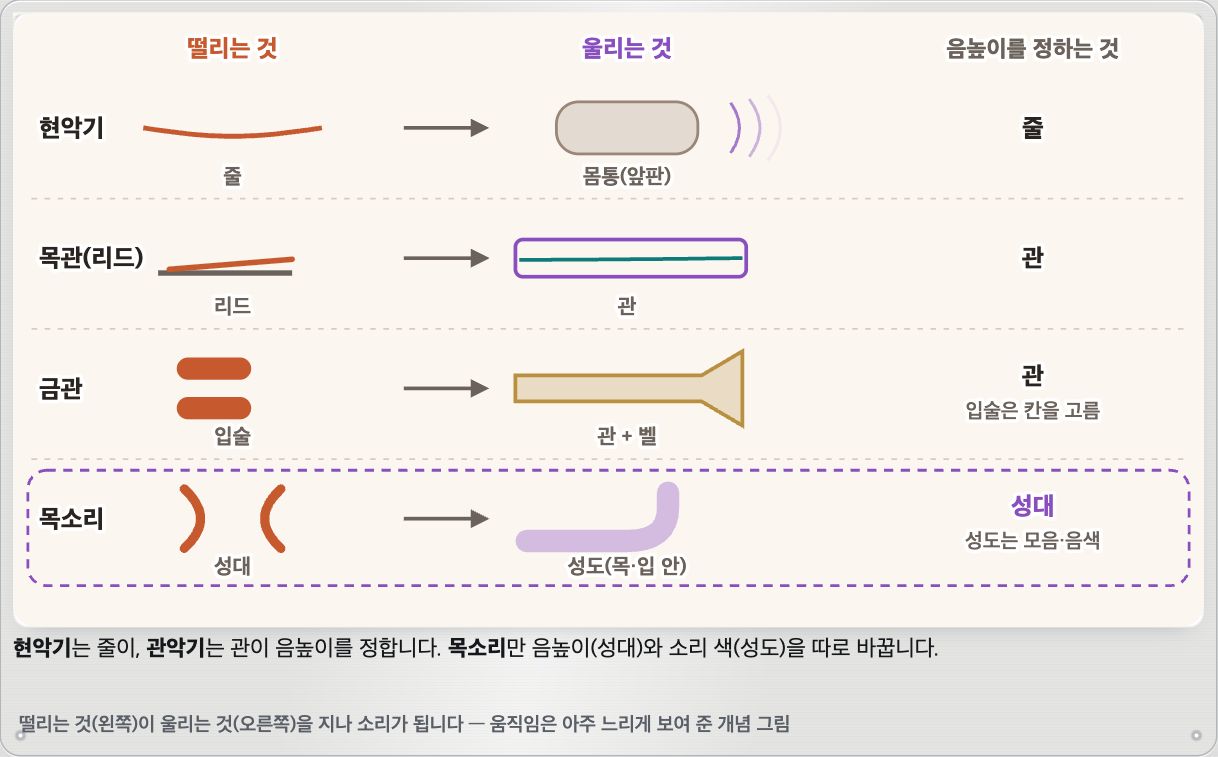 떨리는 것 울리는 것 음높이를 정하는 것
현악기 줄
줄 몸통(앞판)
목관(리드) 관
리드 관
금관 관
입술은 칸을 고름
입술 관 + 벨
목소리 성대
성도는 모음·음색
성대 성도(목·입 안)
현악기는 줄이, 관악기는 관이 음높이를 정합니다. 목소리만 음높이(성대)와 소리 색(성도)을 따로 바꿉니다.
떨리는 것(왼쪽)이 울리는 것(오른쪽)을 지나 소리가 됩니다 — 움직임은 아주 느리게 보여 준 개념 그림